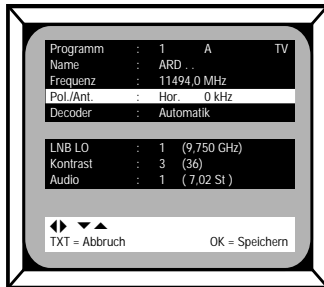 Programm : 1 A TV
Name : ARD . .
Frequenz : 11494,0 MHz
Pol./Ant. : Hor. 0 kHz
Decoder : Automatik
LNB LO : 1 (9,750 GHz)
Kontrast : 3 (36)
Audio : 1 ( 7,02 St )
TXT = Abbruch OK = Speichern